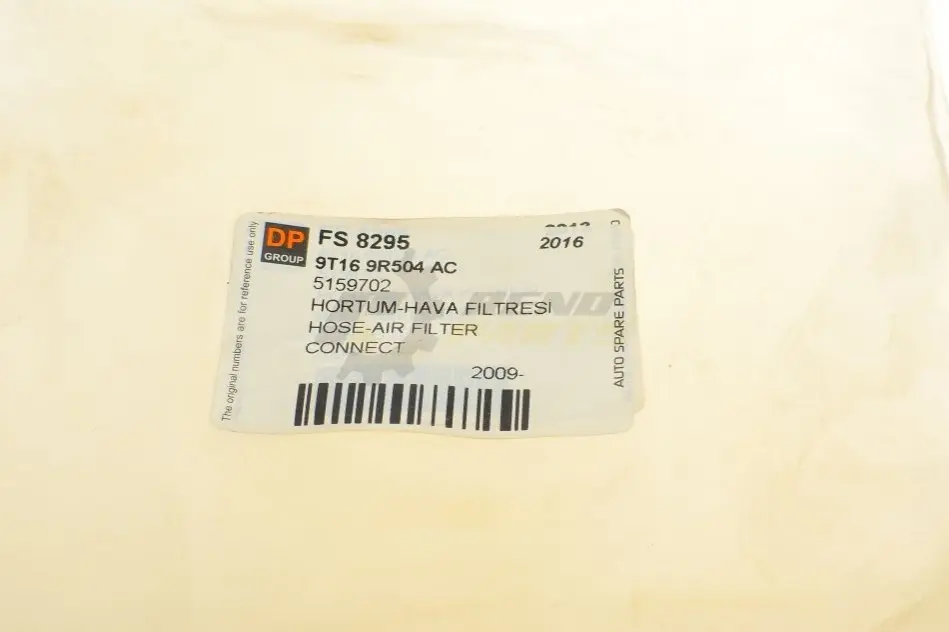 The original numbers are for reference use only
DP
GROUP
FS 8295
2016
9T16 9R504 AC
5159702
HORTUM-HAVA FILTRESI
HOSE-AIR FILTER
CONNECT
2009-
AUTO SPARE PARTS